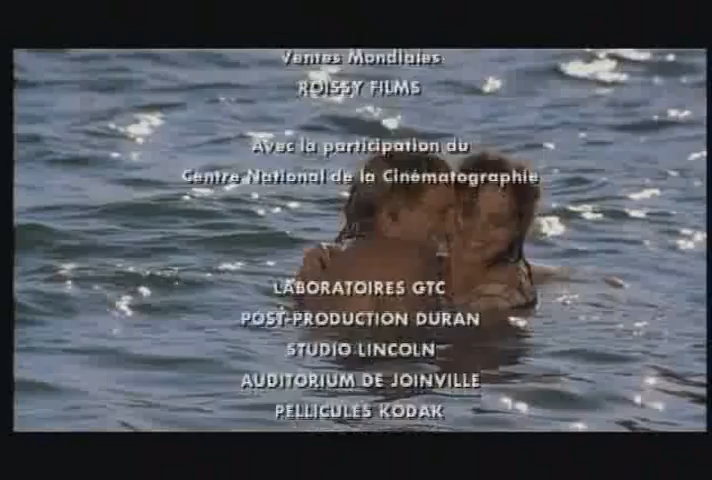 Ventes Mondiales
ROISSY FILMS
Avec la participation du
Centre National de la Cinématographie
LABORATOIRES GTC
POST-PRODUCTION DURAN
STUDIO LINCOLN
AUDITORIUM DE JOINVILLE
PELLICULES KODAK